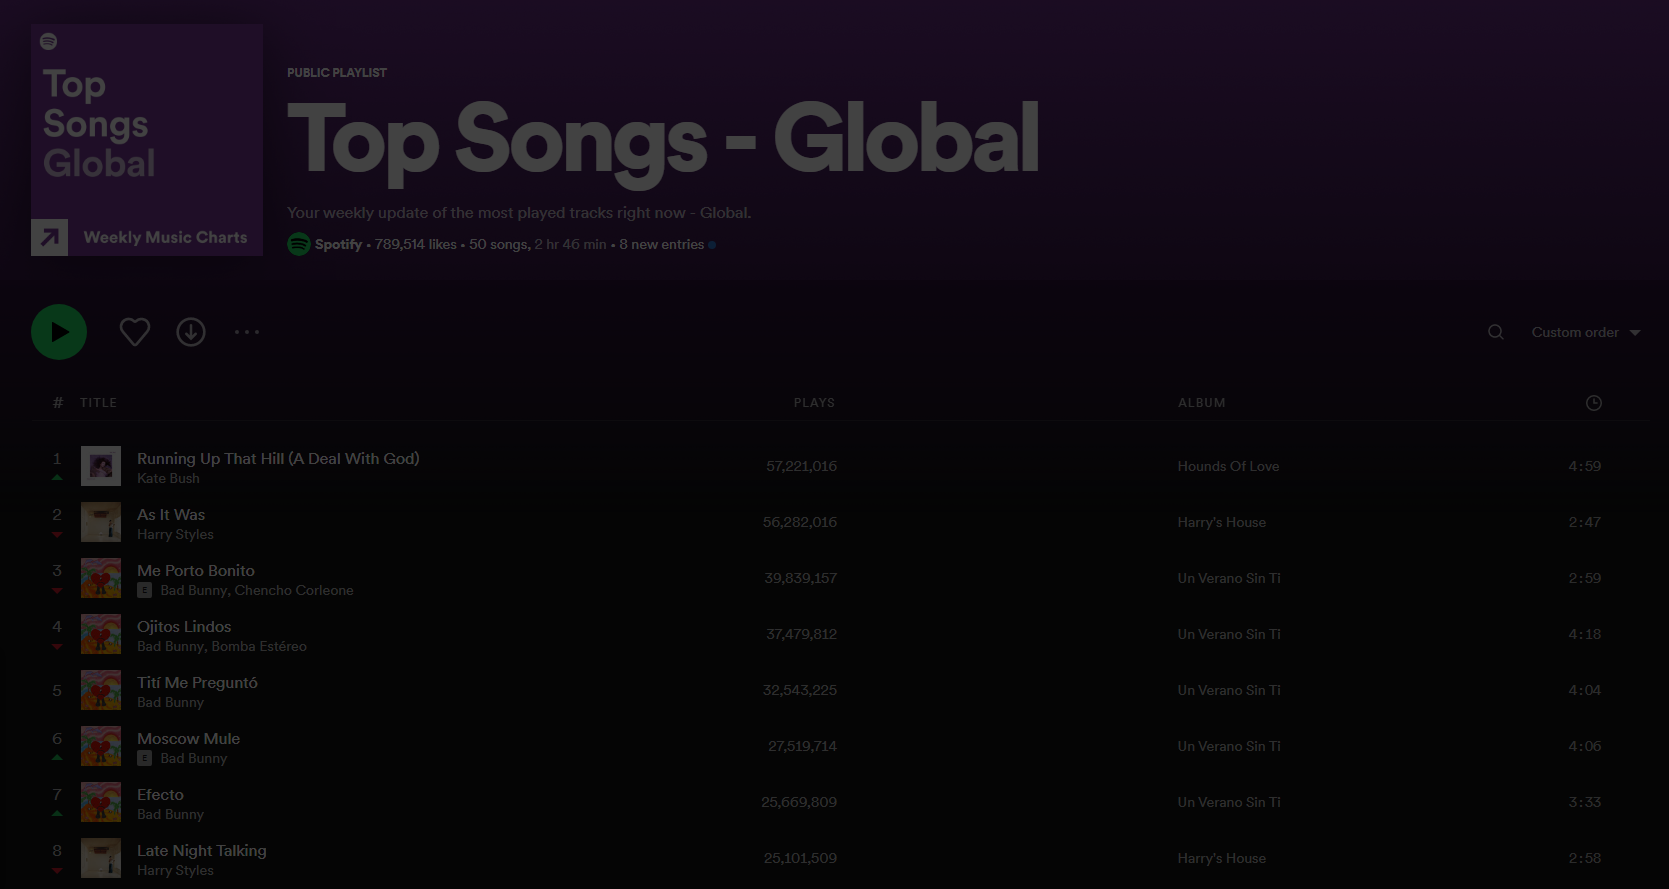 Top
Songs
Global
Weekly Music Charts
PUBLIC PLAYLIST
Top Songs - Global
Your weekly update of the most played tracks right now - Global.
Spotify • 789,514 likes • 50 songs, 2 hr 46 min • 8 new entries
Custom order
# TITLE PLAYS ALBUM
1 Running Up That Hill (A Deal With God) 57,221,016 Hounds Of Love 4:59
Kate Bush
2 As It Was 56,282,016 Harry's House 2:47
Harry Styles
3 Me Porto Bonito 39,839,157 Un Verano Sin Ti 2:59
E Bad Bunny, Chencho Corleone
4 Ojitos Lindos 37,479,812 Un Verano Sin Ti 4:18
Bad Bunny, Bomba Estéreo
5 Tití Me Preguntó 32,543,225 Un Verano Sin Ti 4:04
Bad Bunny
6 Moscow Mule 27,519,714 Un Verano Sin Ti 4:06
E Bad Bunny
7 Efecto 25,669,809 Un Verano Sin Ti 3:33
Bad Bunny
8 Late Night Talking 25,101,509 Harry's House 2:58
Harry Styles